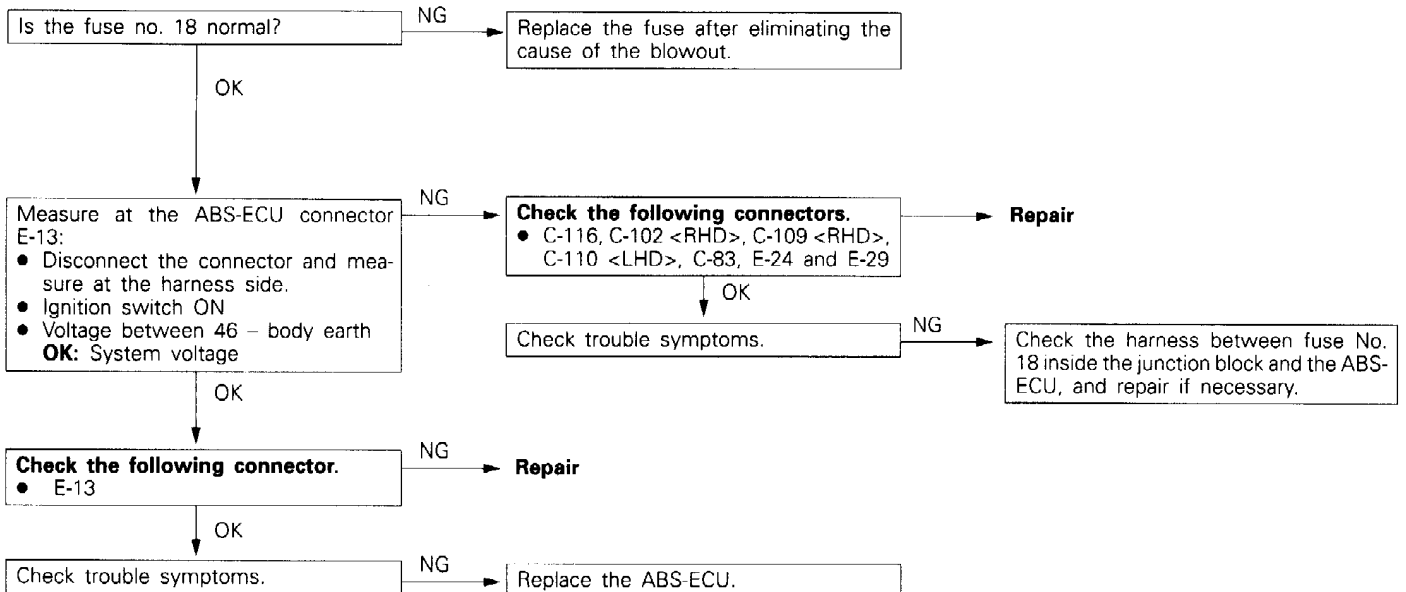 Is the fuse no. 18 normal?
NG
Replace the fuse after eliminating the
cause of the blowout.
OK
Measure at the ABS-ECU connector
E-13:
● Disconnect the connector and mea-
sure at the harness side.
● Ignition switch ON
● Voltage between 46 – body earth
OK: System voltage
NG
Check the following connectors.
● C-116, C-102 <RHD>, C-109 <RHD>,
C-110 <LHD>, C-83, E-24 and E-29
Repair
OK
Check trouble symptoms.
NG
Check the harness between fuse No.
18 inside the junction block and the ABS-
ECU, and repair if necessary.
OK
Check the following connector.
● E-13
NG
Repair
OK
Check trouble symptoms.
NG
Replace the ABS-ECU.